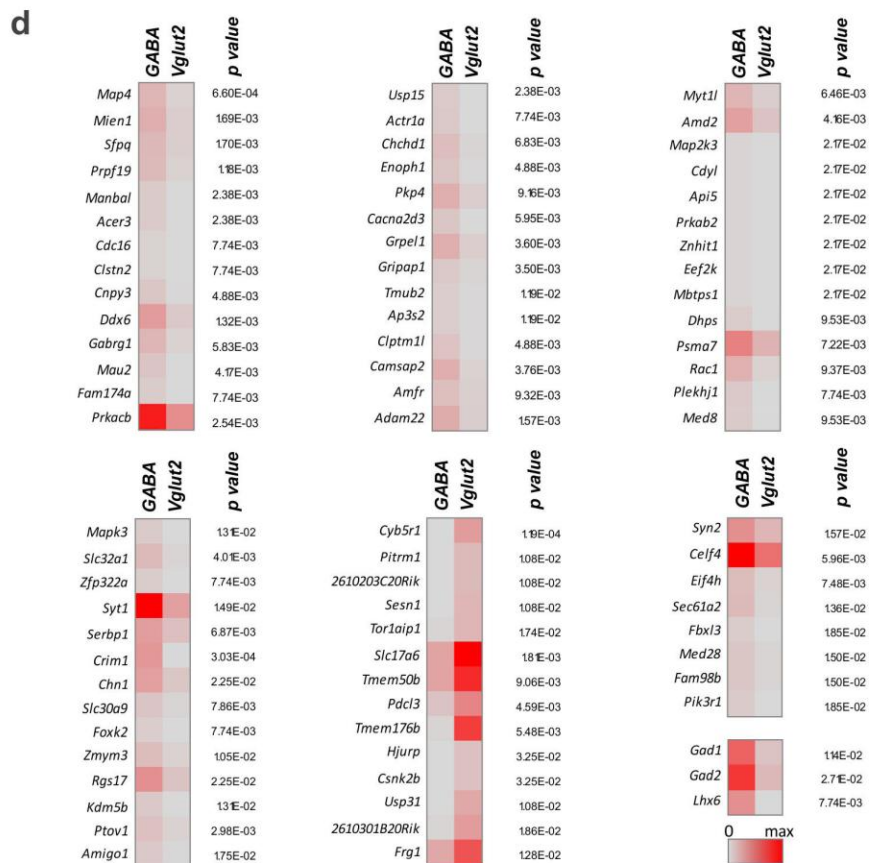 d
GABA Vglut2 p value
Map4 6.60E-04
Mien1 1.69E-03
Sfpq 1.70E-03
Prpf19 1.18E-03
Manbal 2.38E-03
Acer3 2.38E-03
Cdc16 7.74E-03
Clstn2 7.74E-03
Cnpy3 4.88E-03
Ddx6 1.32E-03
Gabrg1 5.83E-03
Mau2 4.17E-03
Fam174a 7.74E-03
Prkacb 2.54E-03
GABA Vglut2 p value
Usp15 2.38E-03
Actr1a 7.74E-03
Chchd1 6.83E-03
Enoph1 4.88E-03
Pkp4 9.16E-03
Cacna2d3 5.95E-03
Grpel1 3.60E-03
Gripap1 3.50E-03
Tmub2 1.19E-02
Ap3s2 1.19E-02
Clptm1l 4.88E-03
Camsap2 3.76E-03
Amfr 9.32E-03
Adam22 1.57E-03
GABA Vglut2 p value
Myt1l 6.46E-03
Amd2 4.16E-03
Map2k3 2.17E-02
Cdyl 2.17E-02
Api5 2.17E-02
Prkab2 2.17E-02
Znhit1 2.17E-02
Eef2k 2.17E-02
Mbtps1 2.17E-02
Dhps 9.53E-03
Psma7 7.22E-03
Rac1 9.37E-03
Plekhj1 7.74E-03
Med8 9.53E-03
GABA Vglut2 p value
Mapk3 1.31E-02
Slc32a1 4.01E-03
Zfp322a 7.74E-03
Syt1 1.49E-02
Serbp1 6.87E-03
Crim1 3.03E-04
Chn1 2.25E-02
Slc30a9 7.86E-03
Foxk2 7.74E-03
Zmym3 1.05E-02
Rgs17 2.25E-02
Kdm5b 1.31E-02
Ptov1 2.98E-03
Amigo1 1.75E-02
GABA Vglut2 p value
Cyb5r1 1.19E-04
Pitrm1 1.08E-02
2610203C20Rik 1.08E-02
Sesn1 1.08E-02
Tor1aip1 1.74E-02
Slc17a6 1.81E-03
Tmem50b 9.06E-03
Pdcl3 4.59E-03
Tmem176b 5.48E-03
Hjurp 3.25E-02
Csnk2b 3.25E-02
Usp31 1.08E-02
2610301B20Rik 1.86E-02
Frg1 1.28E-02
GABA Vglut2 p value
Syn2 1.57E-02
Celf4 5.96E-03
Eif4h 7.48E-03
Sec61a2 1.36E-02
Fbxl3 1.85E-02
Med28 1.50E-02
Fam98b 1.50E-02
Pik3r1 1.85E-02
Gad1 1.14E-02
Gad2 2.71E-02
Lhx6 7.74E-03
0 max